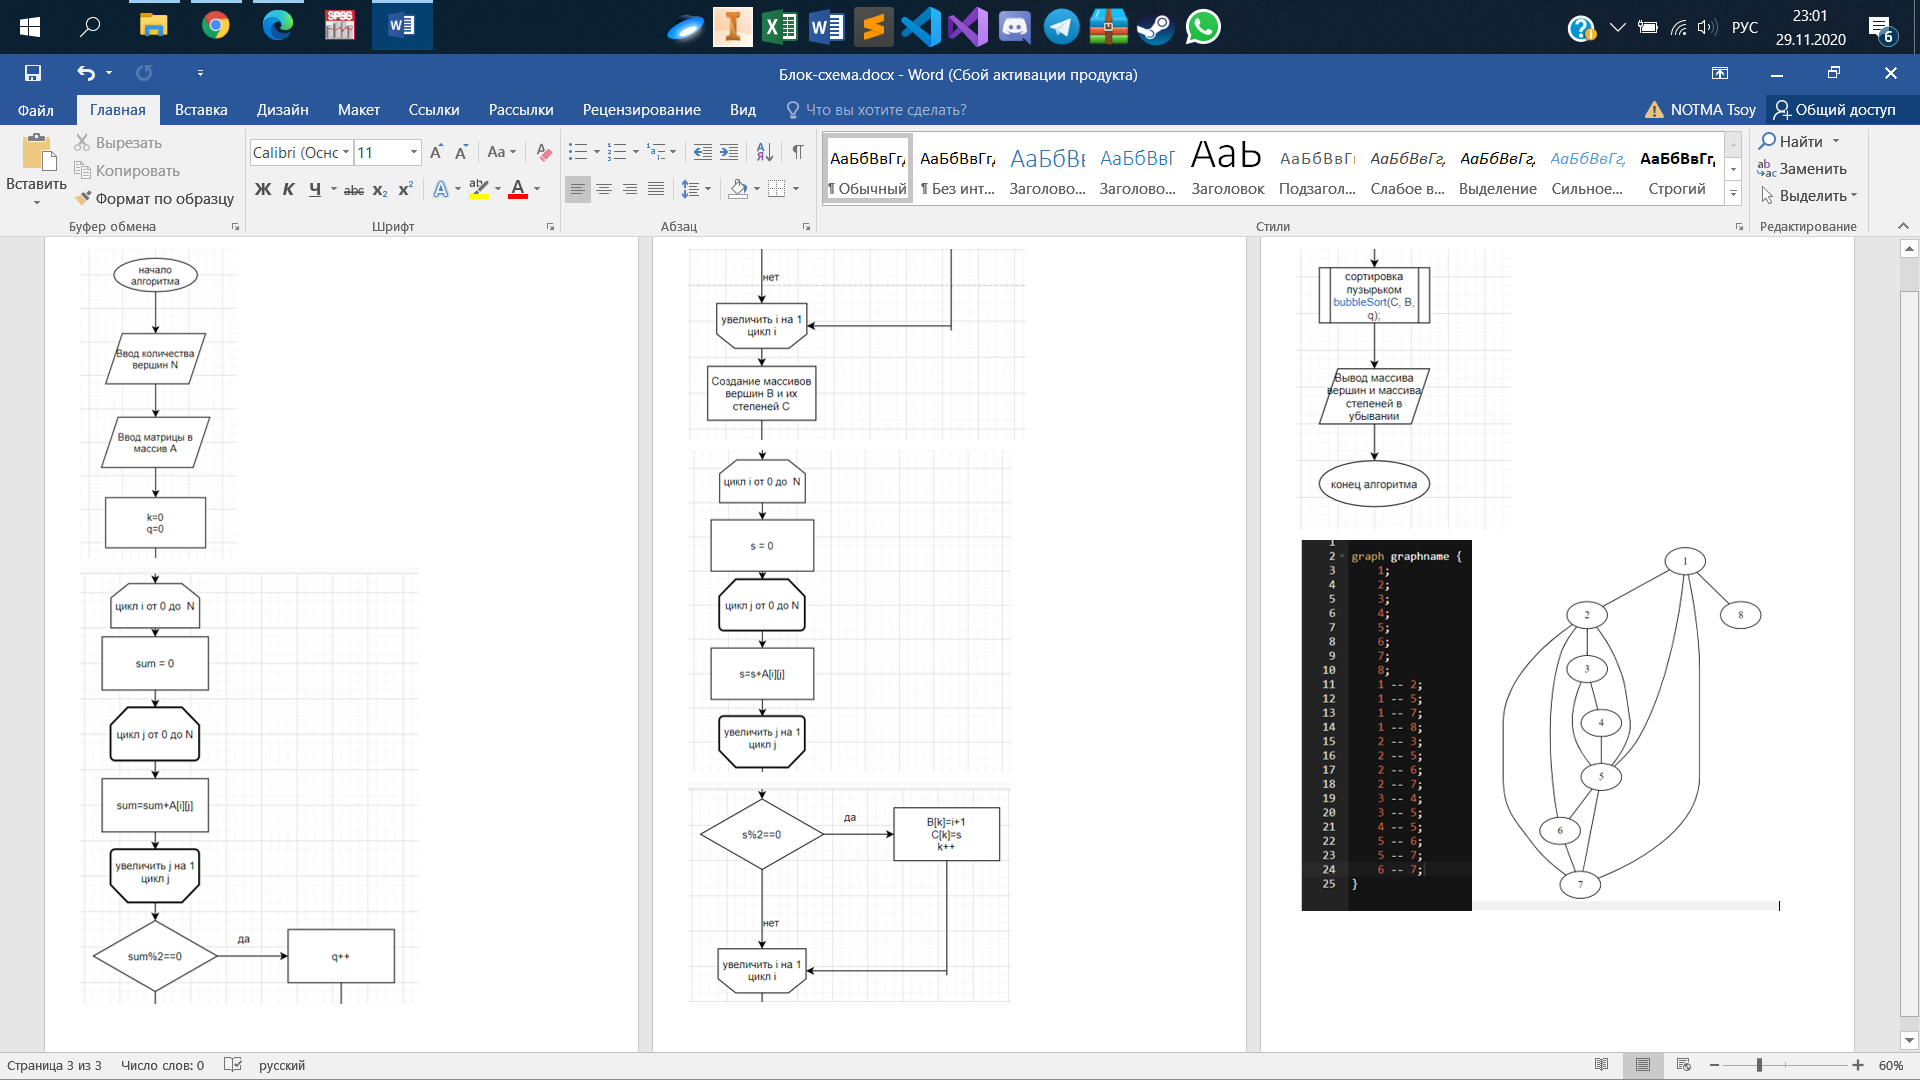 SPSS
РУС
23:01
29.11.2020
6
Блок-схема.docx - Word (Сбой активации продукта)
Файл
Главная
Вставка
Дизайн
Макет
Ссылки
Рассылки
Рецензирование
Вид
Что вы хотите сделать?
NOTMA Tsoy
Общий доступ
Вставить
Вырезать
Копировать
Формат по образцу
Буфер обмена
Calibri (Оснс
11
Aa
Ж К Ч abc x₂ x²
Шрифт
Абзац
АаБбВвГг,
¶ Обычный
АаБбВвГг,
¶ Без инт...
АаБбВв
Заголово...
АаБбВвГ
Заголово...
Аab
Заголовок
АаБбВвГ
Подзагол...
АаБбВвГг,
Слабое в...
АаБбВвГг,
Выделение
АаБбВвГг,
Сильное...
АаБбВвГг,
Строгий
Стили
Найти
Заменить
Выделить
Редактирование
начало
алгоритма
Ввод количества
вершин N
Ввод матрицы в
массив А
k=0
q=0
цикл i от 0 до N
sum = 0
цикл j от 0 до N
sum=sum+A[i][j]
увеличить j на 1
цикл j
sum%2==0
да
q++
нет
увеличить i на 1
цикл i
Создание массивов
вершин В и их
степеней С
цикл i от 0 до N
s = 0
цикл j от 0 до N
s=s+A[i][j]
увеличить j на 1
цикл j
s%2==0
да
B[k]=i+1
C[k]=s
k++
нет
увеличить i на 1
цикл i
сортировка
пузырьком
bubbleSort(C, B,
q);
Вывод массива
вершин и массива
степеней в
убывании
конец алгоритма
1
2 graph graphname {
3 1;
4 2;
5 3;
6 4;
7 5;
8 6;
9 7;
10 8;
11 1 -- 2;
12 1 -- 5;
13 1 -- 7;
14 1 -- 8;
15 2 -- 3;
16 2 -- 5;
17 2 -- 6;
18 2 -- 7;
19 3 -- 4;
20 3 -- 5;
21 4 -- 5;
22 5 -- 6;
23 5 -- 7;
24 6 -- 7;
25 }
1
2
8
3
4
5
6
7
Страница 3 из 3
Число слов: 0
русский
60%